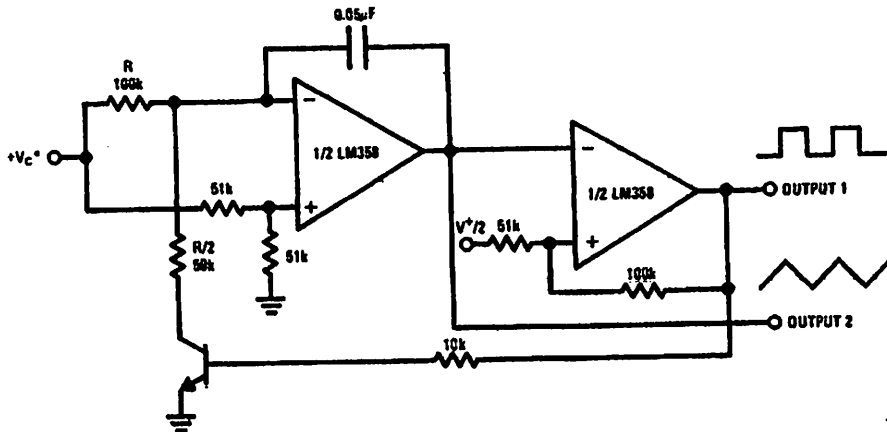 0.05µF
R
100k
+VC*
1/2 LM358
51k
51k
R/2
50k
V+/2
51k
1/2 LM358
100k
OUTPUT 1
OUTPUT 2
10k